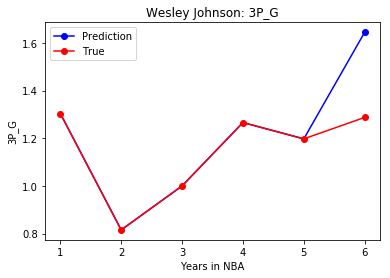 Wesley Johnson: 3P_G
Prediction
True
3P_G
1.6
1.4
1.2
1.0
0.8
1 2 3 4 5 6
Years in NBA